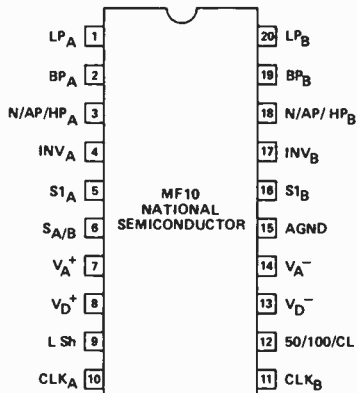 LPA 1 20 LPB
BPA 2 19 BPB
N/AP/HPA 3 18 N/AP/HPB
INVA 4 17 INVB
S1A 5 16 S1B
MF10
NATIONAL
SEMICONDUCTOR
SA/B 6 15 AGND
VA+ 7 14 VA−
VD+ 8 13 VD−
L Sh 9 12 50/100/CL
CLKA 10 11 CLKB